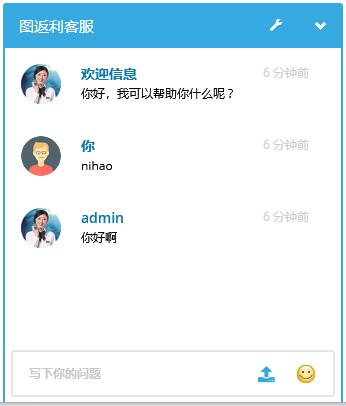 图返利客服
欢迎信息 6 分钟前
你好，我可以帮助你什么呢？
你 6 分钟前
nihao
admin 6 分钟前
你好啊
写下你的问题